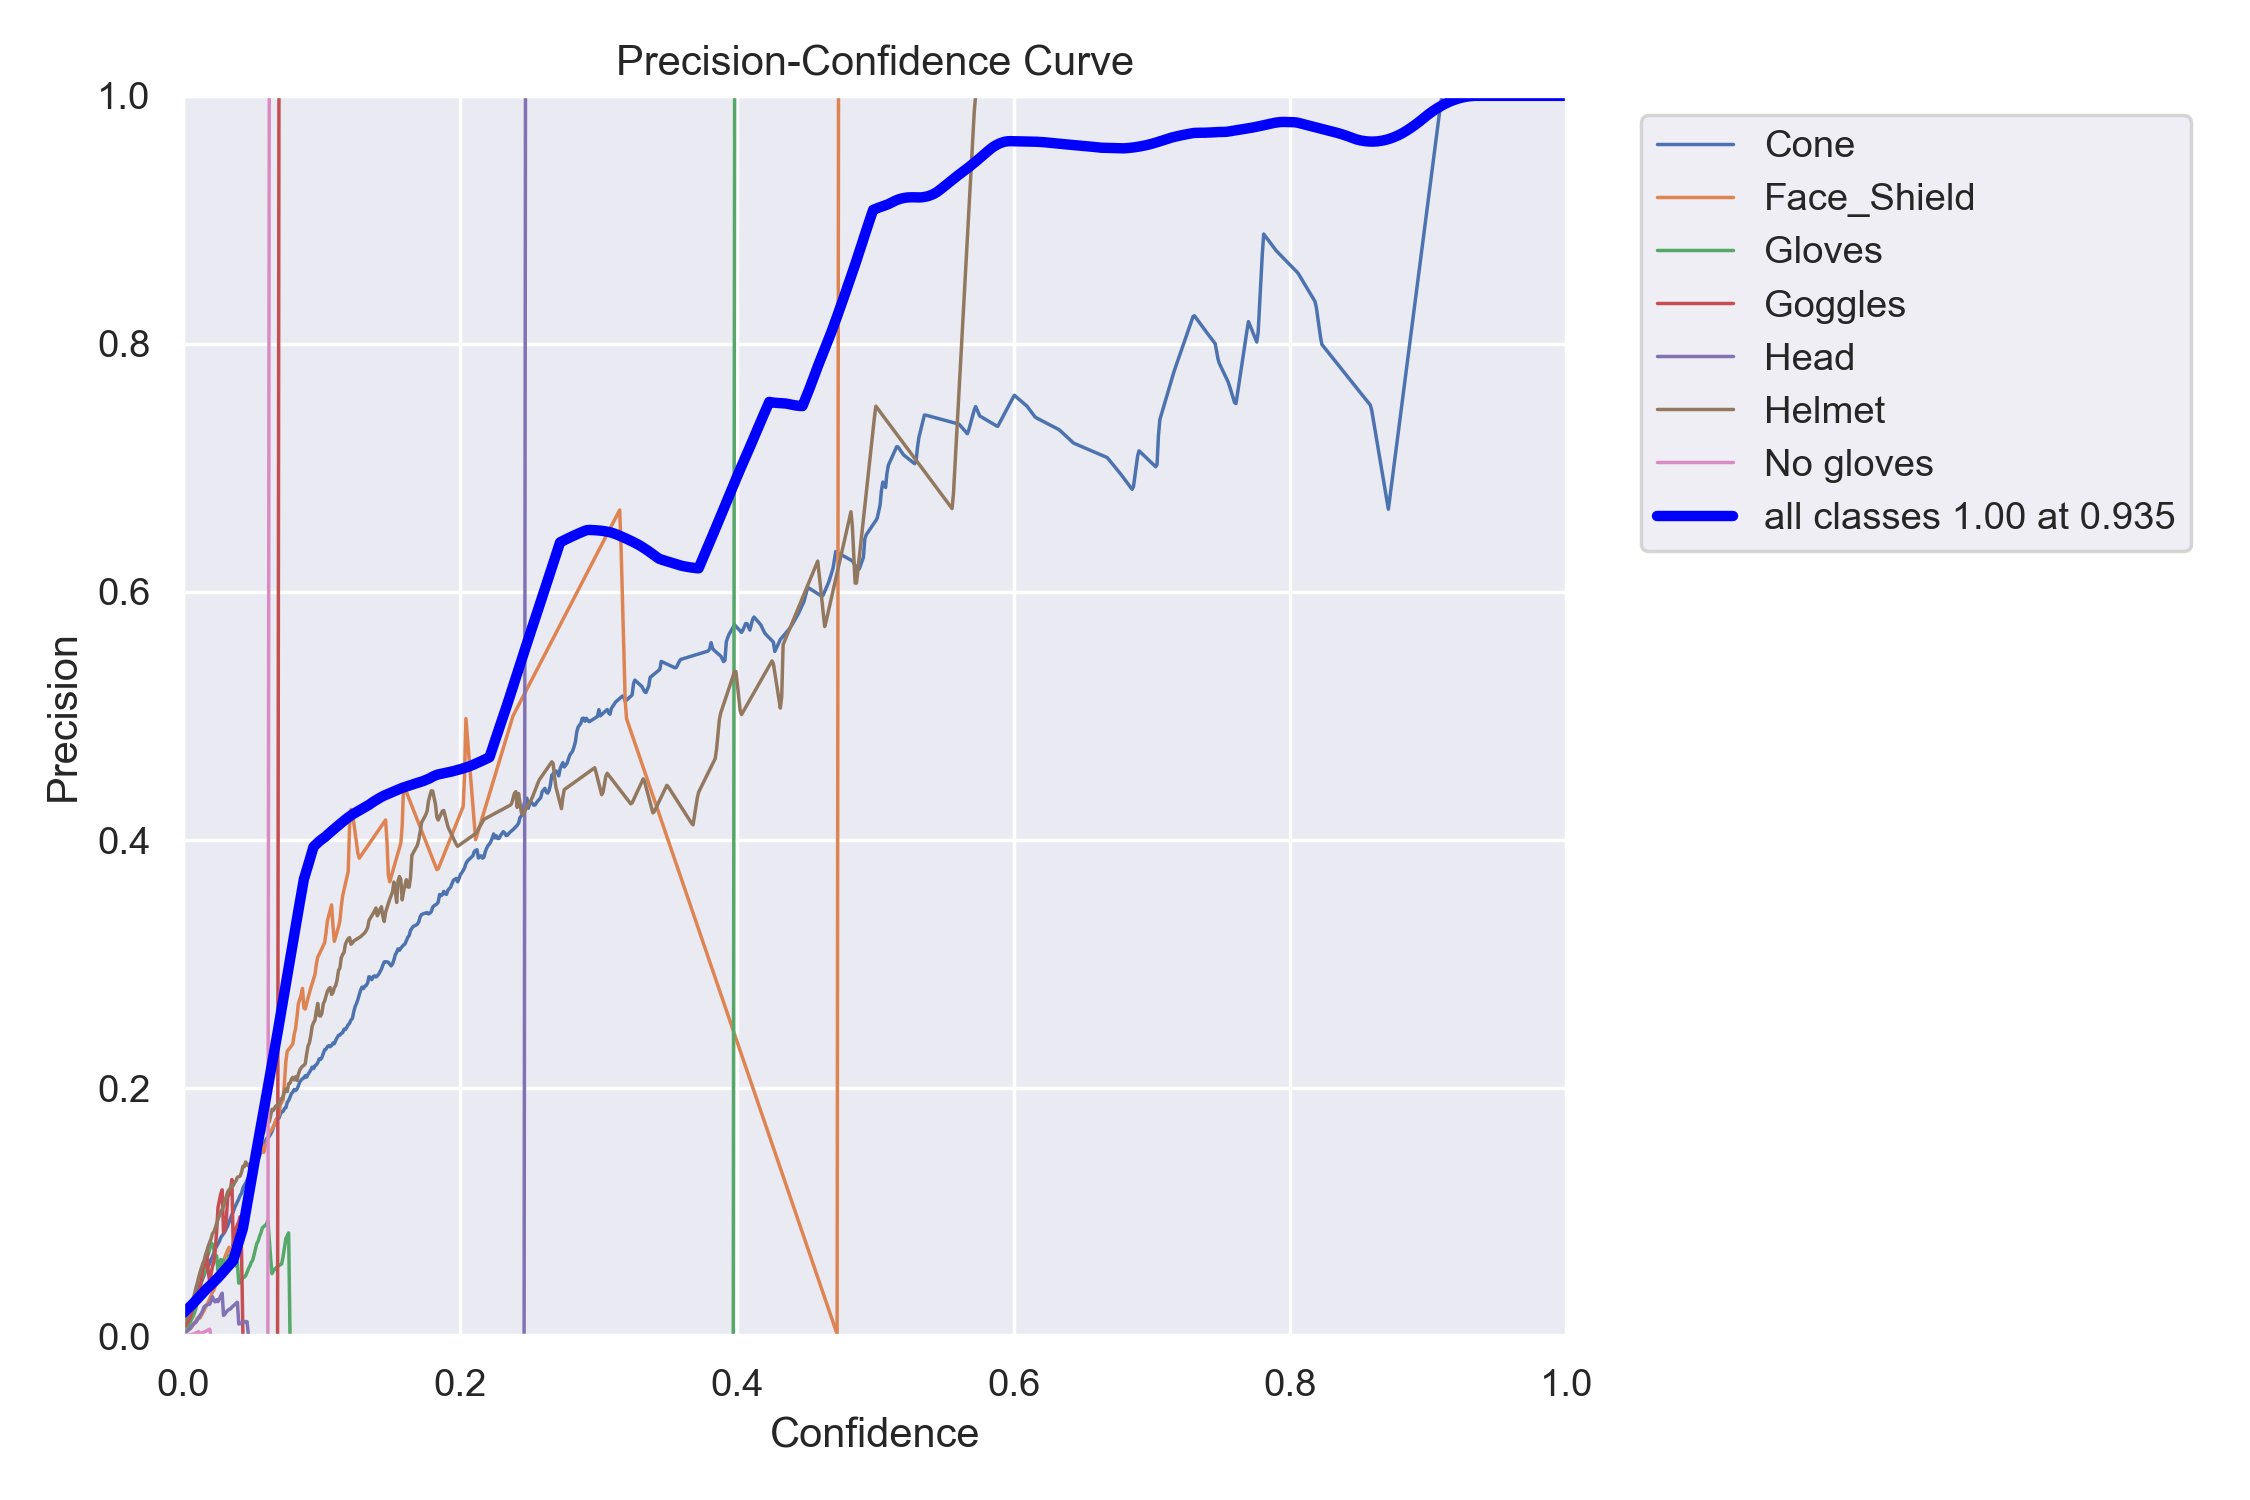 Precision-Confidence Curve
1.0
0.8
0.6
0.4
0.2
0.0
Precision
0.0 0.2 0.4 0.6 0.8 1.0
Confidence
Cone
Face_Shield
Gloves
Goggles
Head
Helmet
No gloves
all classes 1.00 at 0.935